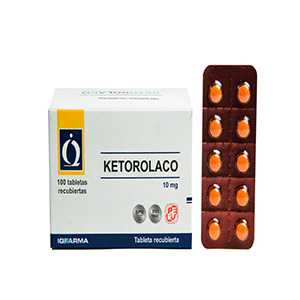 KETOROLACO
100 tabletas
recubiertas
10 mg
IQFARMA
Tableta recubierta